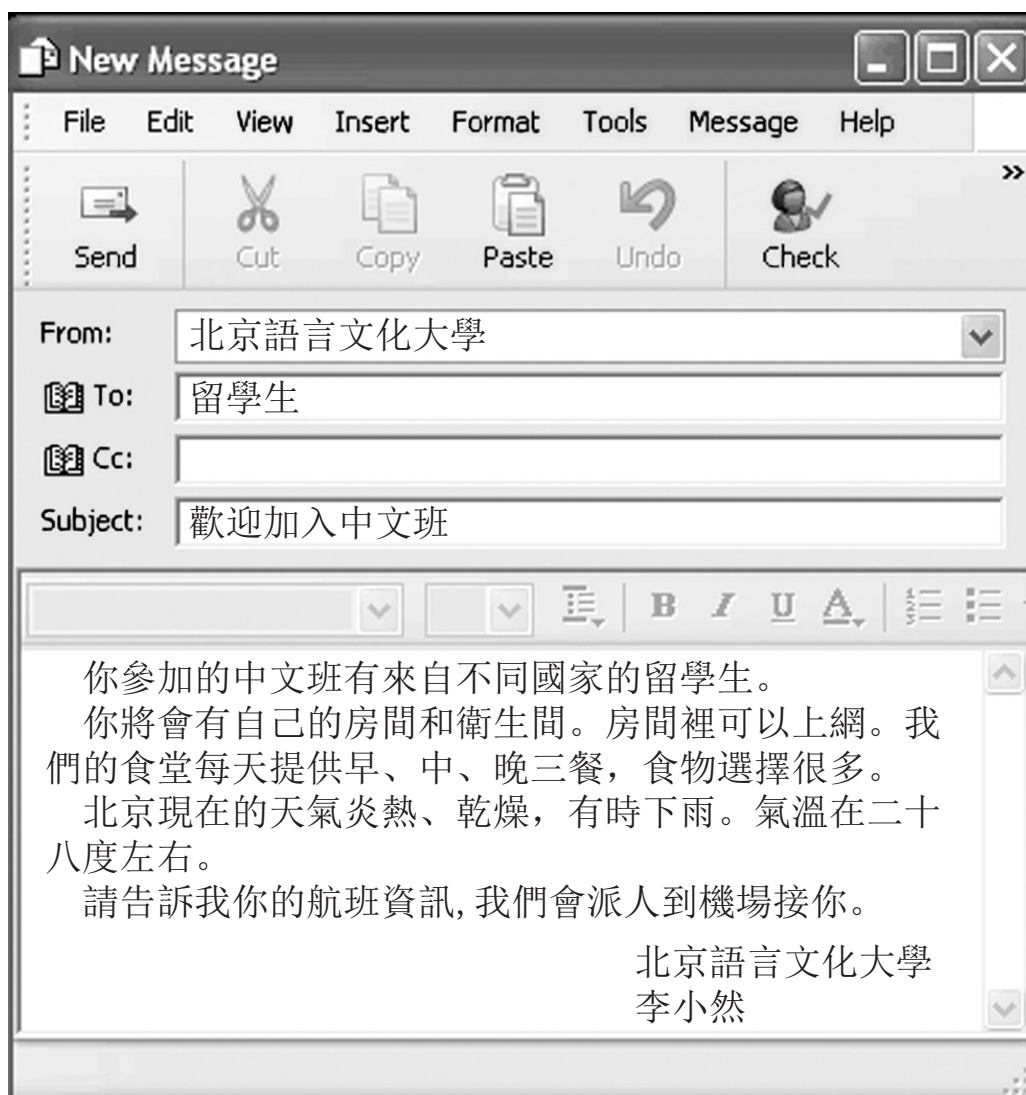 New Message
File Edit View Insert Format Tools Message Help
Send Cut Copy Paste Undo Check
From: 北京語言文化大學
To: 留學生
Cc:
Subject: 歡迎加入中文班
B I U A
你參加的中文班有來自不同國家的留學生。
你將會有自己的房間和衛生間。房間裡可以上網。我
們的食堂每天提供早、中、晚三餐，食物選擇很多。
北京現在的天氣炎熱、乾燥，有時下雨。氣溫在二十
八度左右。
請告訴我你的航班資訊,我們會派人到機場接你。
北京語言文化大學
李小然